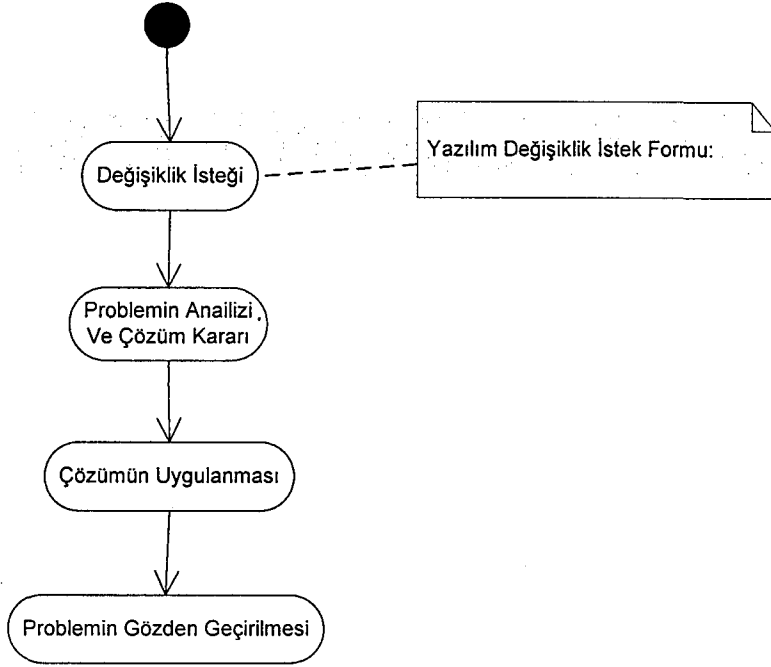 Değişiklik İsteği
Yazılım Değişiklik İstek Formu:
Problemin Anailizi
Ve Çözüm Kararı
Çözümün Uygulanması
Problemin Gözden Geçirilmesi